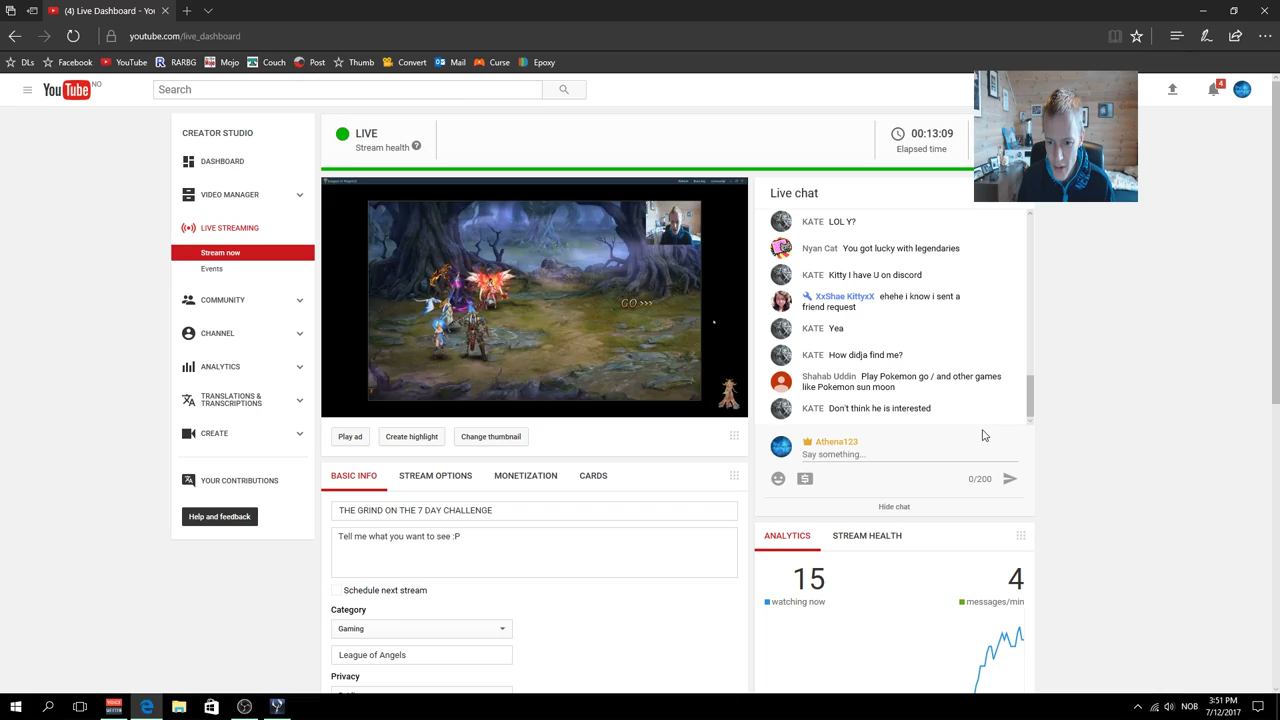 (4) Live Dashboard - Yo
youtube.com/live_dashboard
DLs
Facebook
YouTube
RARBG
Mojo
Couch
Post
Thumb
Convert
Mail
Curse
Epoxy
YouTube NO
Search
4
CREATOR STUDIO
DASHBOARD
VIDEO MANAGER
LIVE STREAMING
Stream now
Events
COMMUNITY
CHANNEL
ANALYTICS
TRANSLATIONS &
TRANSCRIPTIONS
CREATE
YOUR CONTRIBUTIONS
Help and feedback
LIVE
Stream health ?
00:13:09
Elapsed time
GO >>>
Play ad
Create highlight
Change thumbnail
BASIC INFO
STREAM OPTIONS
MONETIZATION
CARDS
THE GRIND ON THE 7 DAY CHALLENGE
Tell me what you want to see :P
Schedule next stream
Category
Gaming
League of Angels
Privacy
Live chat
KATE LOL Y?
Nyan Cat You got lucky with legendaries
KATE Kitty I have U on discord
XxShae KittyxX ehehe i know i sent a
friend request
KATE Yea
KATE How didja find me?
Shahab Uddin Play Pokemon go / and other games
like Pokemon sun moon
KATE Don't think he is interested
Athena123
Say something...
0/200
Hide chat
ANALYTICS
STREAM HEALTH
15
watching now
4
messages/min
NOB
3:51 PM
7/12/2017